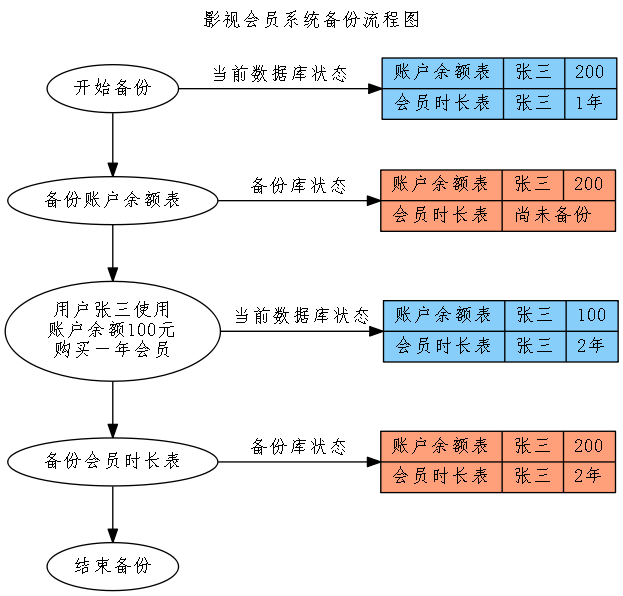 影视会员系统备份流程图
开始备份
当前数据库状态
账户余额表 张三 200
会员时长表 张三 1年
备份账户余额表
备份库状态
账户余额表 张三 200
会员时长表 尚未备份
用户张三使用
账户余额100元
购买一年会员
当前数据库状态
账户余额表 张三 100
会员时长表 张三 2年
备份会员时长表
备份库状态
账户余额表 张三 200
会员时长表 张三 2年
结束备份